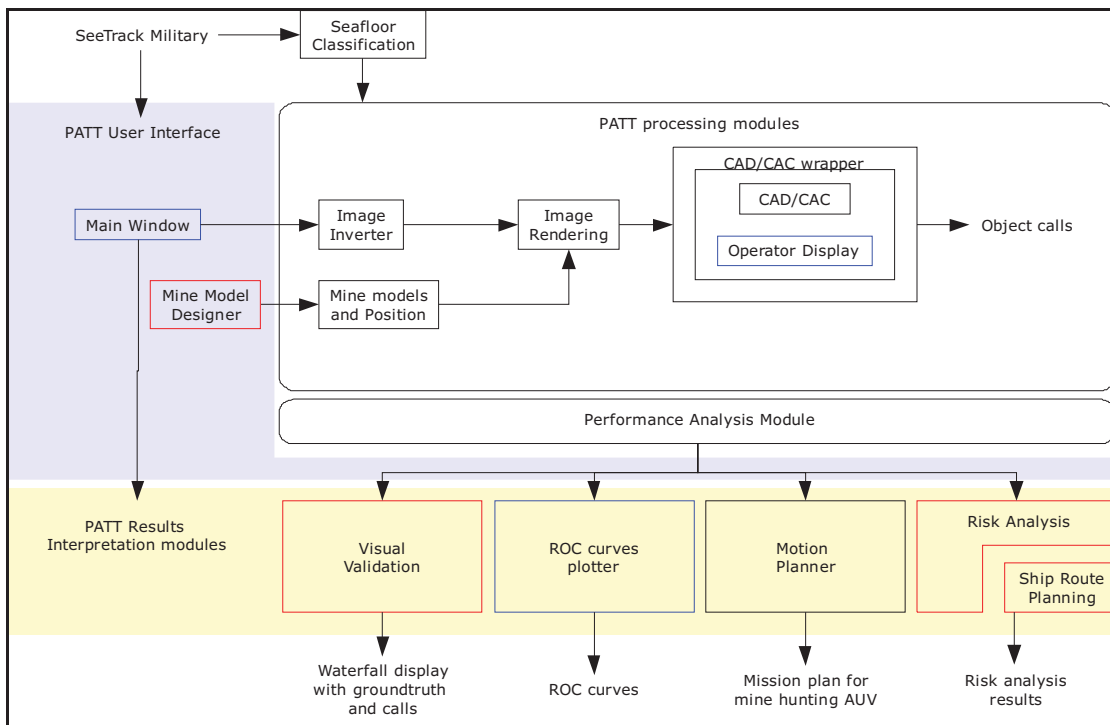 SeeTrack Military
Seafloor
Classification
PATT User Interface
PATT processing modules
CAD/CAC wrapper
CAD/CAC
Main Window
Image
Inverter
Image
Rendering
Operator Display
Object calls
Mine Model
Designer
Mine models
and Position
Performance Analysis Module
PATT Results
Interpretation modules
Visual
Validation
ROC curves
plotter
Motion
Planner
Risk Analysis
Ship Route
Planning
Waterfall display
with groundtruth
and calls
ROC curves
Mission plan for
mine hunting AUV
Risk analysis
results